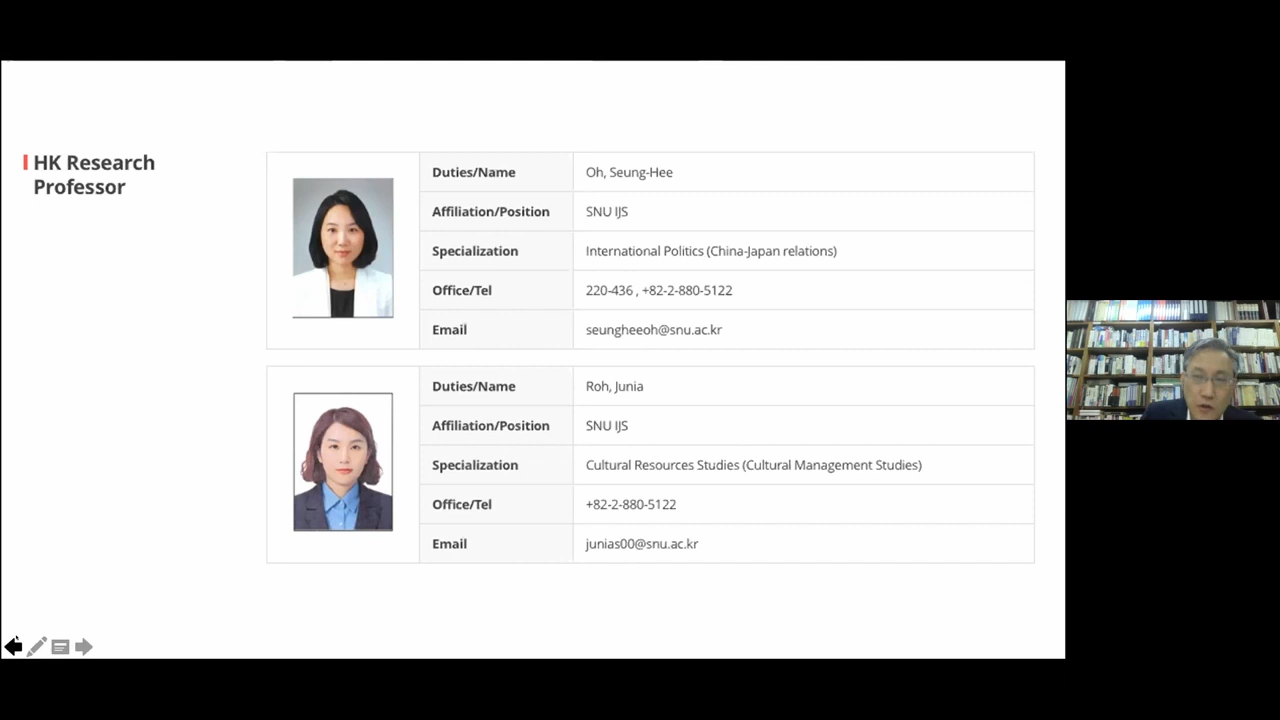 HK Research
Professor
Duties/Name Oh, Seung-Hee
Affiliation/Position SNU IJS
Specialization International Politics (China-Japan relations)
Office/Tel 220-436 , +82-2-880-5122
Email seungheeoh@snu.ac.kr
Duties/Name Roh, Junia
Affiliation/Position SNU IJS
Specialization Cultural Resources Studies (Cultural Management Studies)
Office/Tel +82-2-880-5122
Email junias00@snu.ac.kr